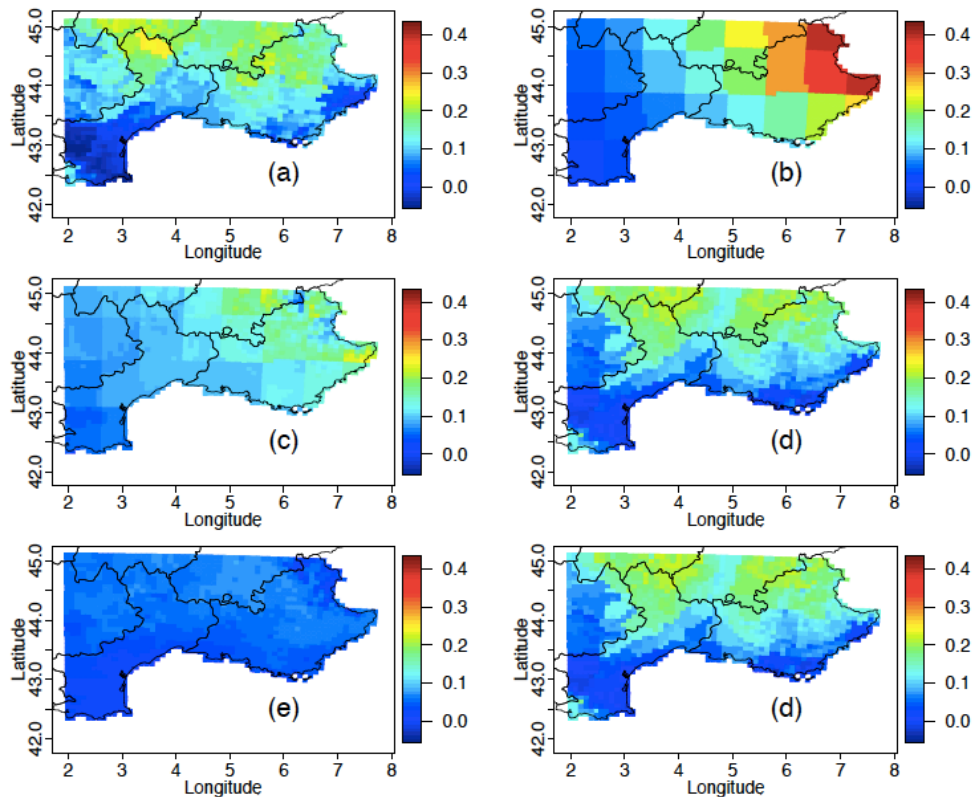 45.0 44.0 43.0 42.0 Latitude (a) 2 3 4 5 6 7 8 Longitude 0.4 0.3 0.2 0.1 0.0
45.0 44.0 43.0 42.0 Latitude (b) 2 3 4 5 6 7 8 Longitude 0.4 0.3 0.2 0.1 0.0
45.0 44.0 43.0 42.0 Latitude (c) 2 3 4 5 6 7 8 Longitude 0.4 0.3 0.2 0.1 0.0
45.0 44.0 43.0 42.0 Latitude (d) 2 3 4 5 6 7 8 Longitude 0.4 0.3 0.2 0.1 0.0
45.0 44.0 43.0 42.0 Latitude (e) 2 3 4 5 6 7 8 Longitude 0.4 0.3 0.2 0.1 0.0
45.0 44.0 43.0 42.0 Latitude (d) 2 3 4 5 6 7 8 Longitude 0.4 0.3 0.2 0.1 0.0